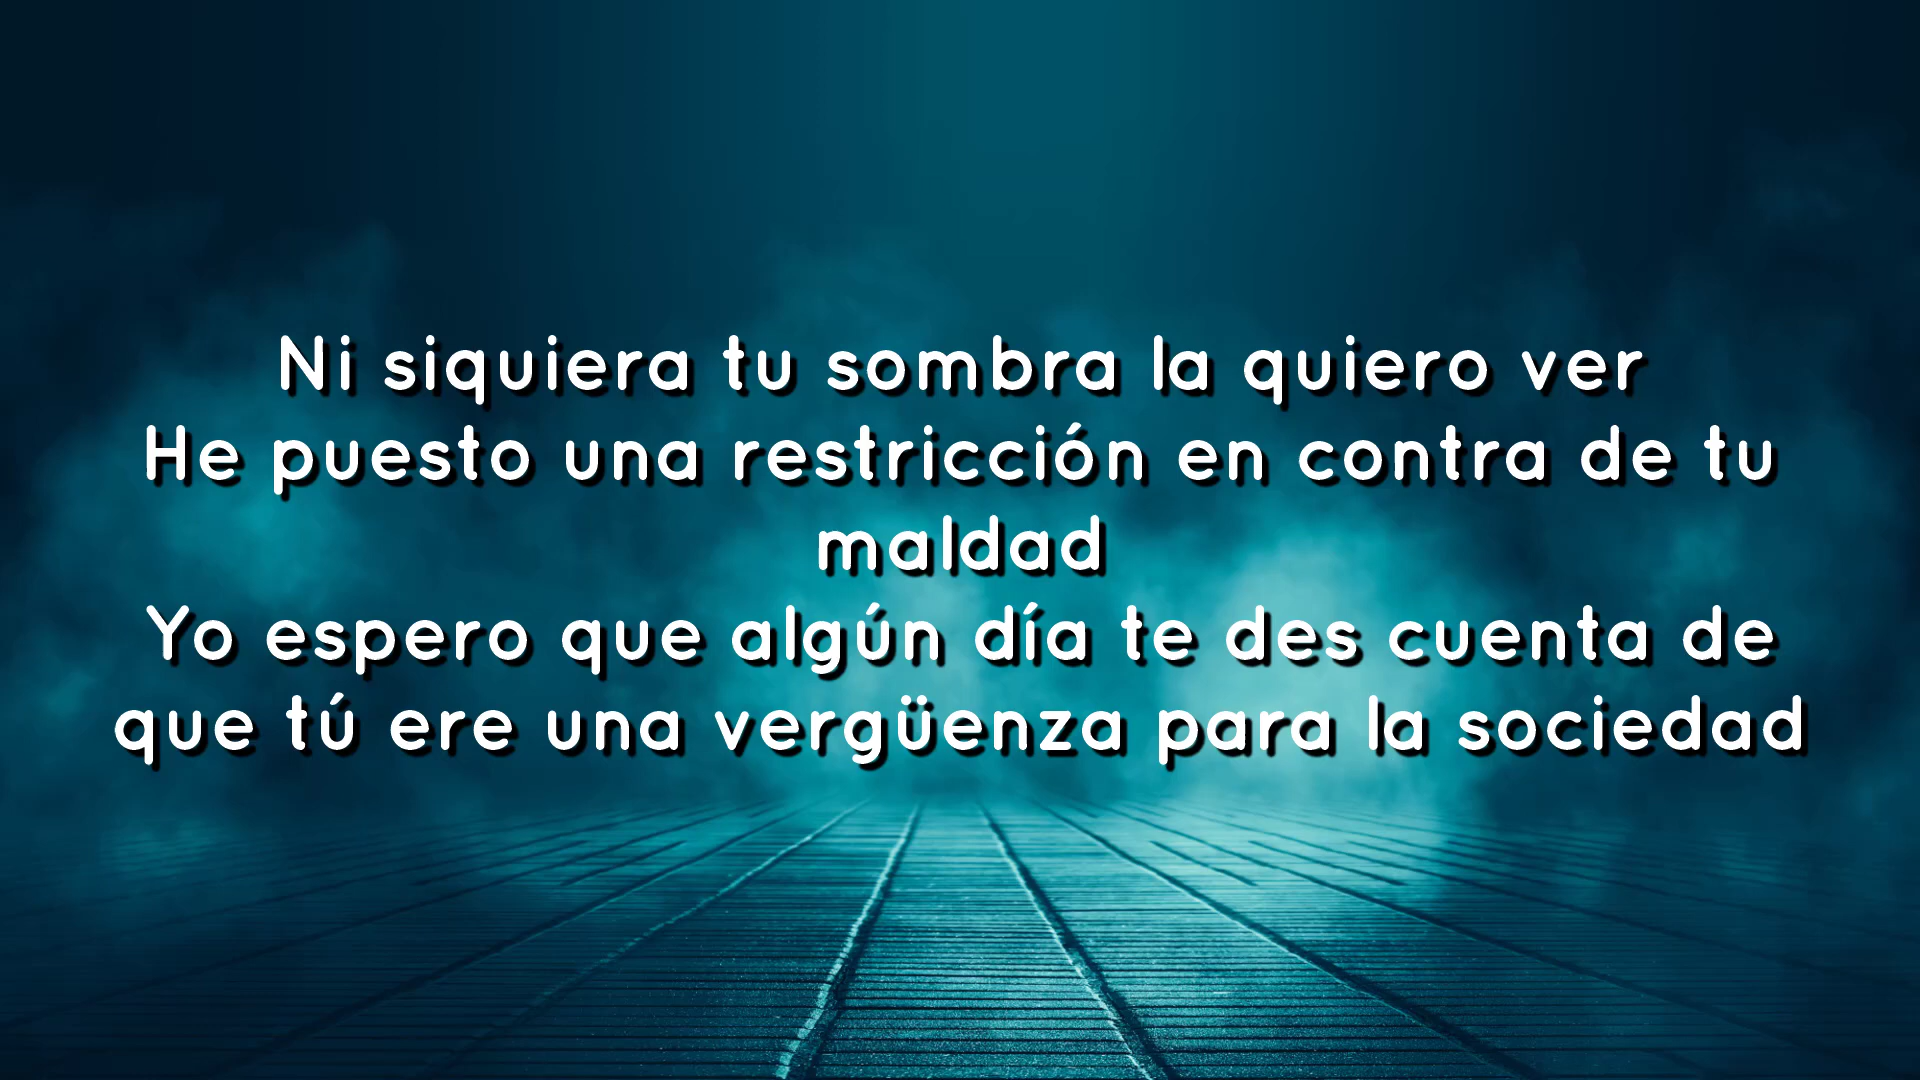 Ni siquiera tu sombra la quiero ver
He puesto una restricción en contra de tu
maldad
Yo espero que algún día te des cuenta de
que tú ere una vergüenza para la sociedad